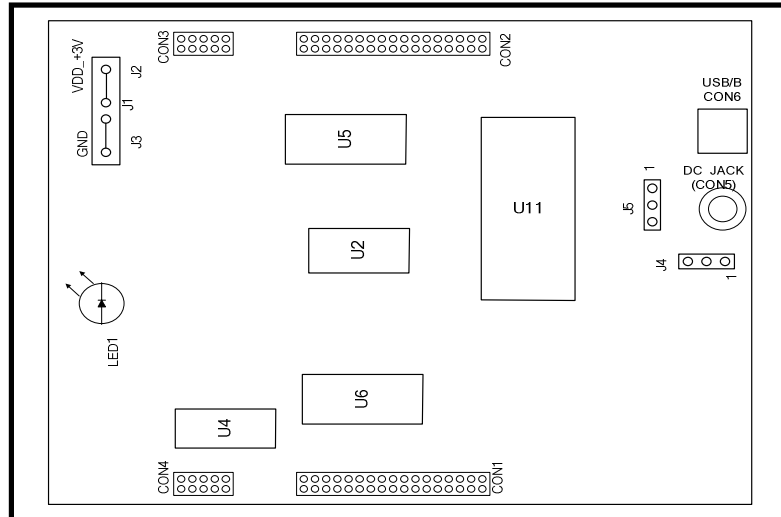 CON3
CON2
VDD_+3V
J2
J1
GND
J3
USB/B
CON6
U5
DC JACK
(CON5)
1
J5
U11
U2
J4
1
LED1
U6
U4
CON4
CON1